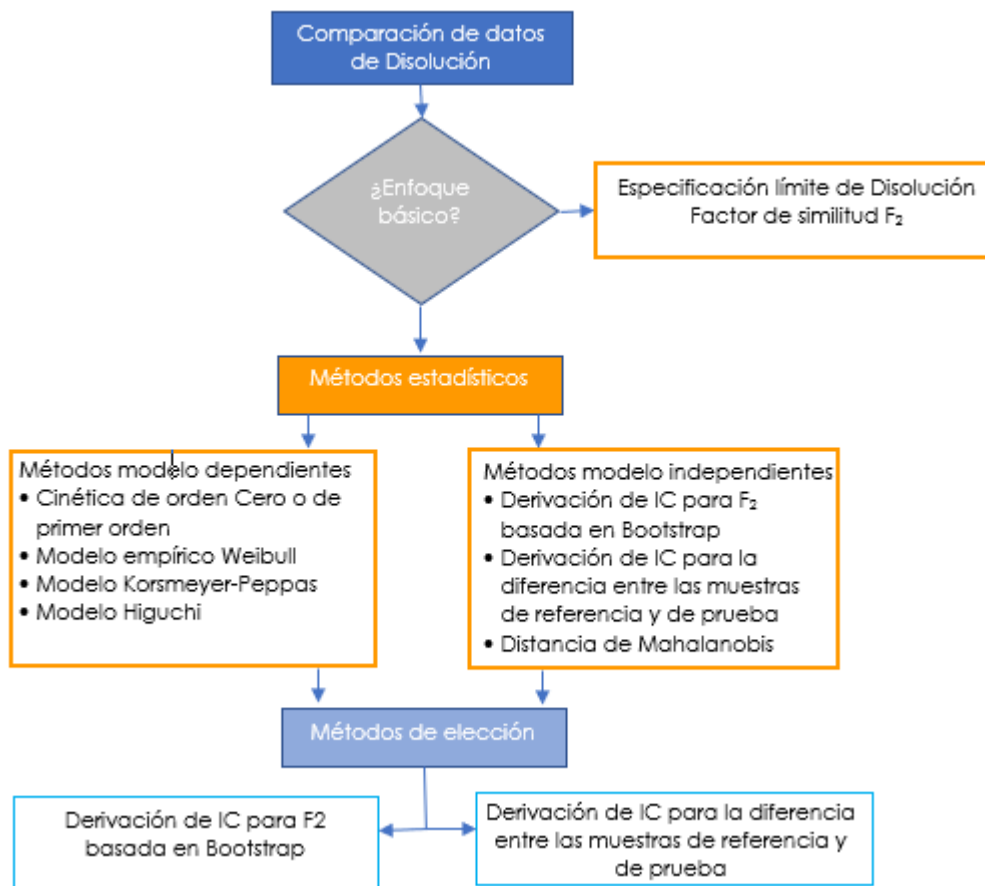 Comparación de datos
de Disolución
¿Enfoque
básico?
Especificación límite de Disolución
Factor de similitud F₂
Métodos estadísticos
Métodos modelo dependientes
• Cinética de orden Cero o de
primer orden
• Modelo empírico Weibull
• Modelo Korsmeyer-Peppas
• Modelo Higuchi
Métodos modelo independientes
• Derivación de IC para F₂
basada en Bootstrap
• Derivación de IC para la
diferencia entre las muestras
de referencia y de prueba
• Distancia de Mahalanobis
Métodos de elección
Derivación de IC para F2
basada en Bootstrap
Derivación de IC para la diferencia
entre las muestras de referencia y
de prueba